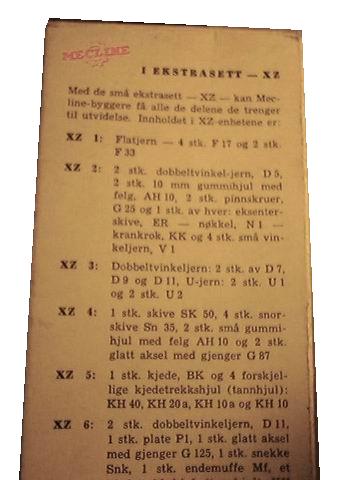 MECLINE
I EKSTRASETT — XZ
Med de små ekstrasett — XZ — kan Mec-
line-byggere få alle de delene de trenger
til utvidelse. Innholdet i XZ-enhetene er:
XZ 1: Flatjern — 4 stk. F 17 og 2 stk.
F 33
XZ 2: 2 stk. dobbeltvinkel-jern, D 5,
2 stk. 10 mm gummihjul med
felg, AH 10, 2 stk. pinnskruer,
G 25 og 1 stk. av hver: eksenter-
skive, ER — nøkkel, N 1 —
krankrok, KK og 4 stk. små vin-
keljern, V 1
XZ 3: Dobbeltvinkeljern: 2 stk. av D 7,
D 9 og D 11, U-jern: 2 stk. U 1
og 2 stk. U 2
XZ 4: 1 stk. skive SK 50, 4 stk. snor-
skive Sn 35, 2 stk. små gummi-
hjul med felg AH 10 og 2 stk.
glatt aksel med gjenger G 87
XZ 5: 1 stk. kjede, BK og 4 forskjel-
lige kjedetrekkshjul (tannhjul):
KH 40, KH 20 a, KH 10 a og KH 10
XZ 6: 2 stk. dobbeltvinkeljern, D 11,
1 stk. plate P1, 1 stk. glatt aksel
med gjenger G 125, 1 stk. snekke
Snk, 1 stk. endemuffe Mf, et